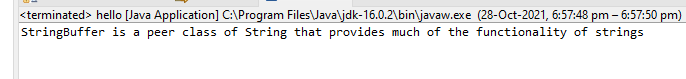 <terminated> hello [Java Application] C:\Program Files\Java\jdk-16.0.2\bin\javaw.exe (28-Oct-2021, 6:57:48 pm – 6:57:50 pm)
StringBuffer is a peer class of String that provides much of the functionality of strings